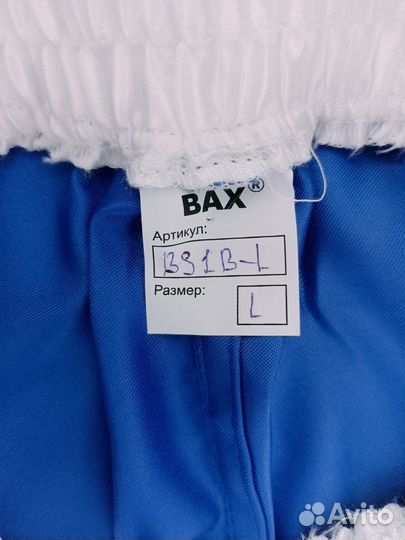 BAX®
Артикул:
BS1B-L
Размер:
L
Avito